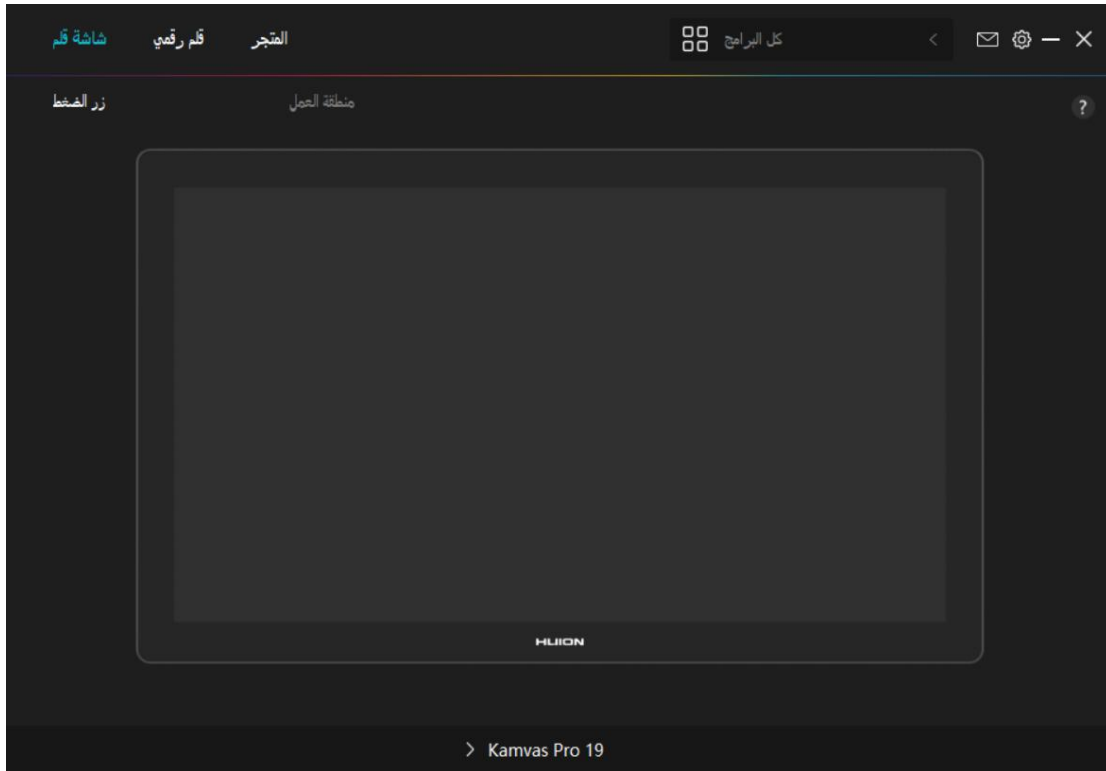 شاشة قلم
قلم رقمي
المتجر
كل البرامج
زر الضغط
منطقة العمل
?
HUION
Kamvas Pro 19